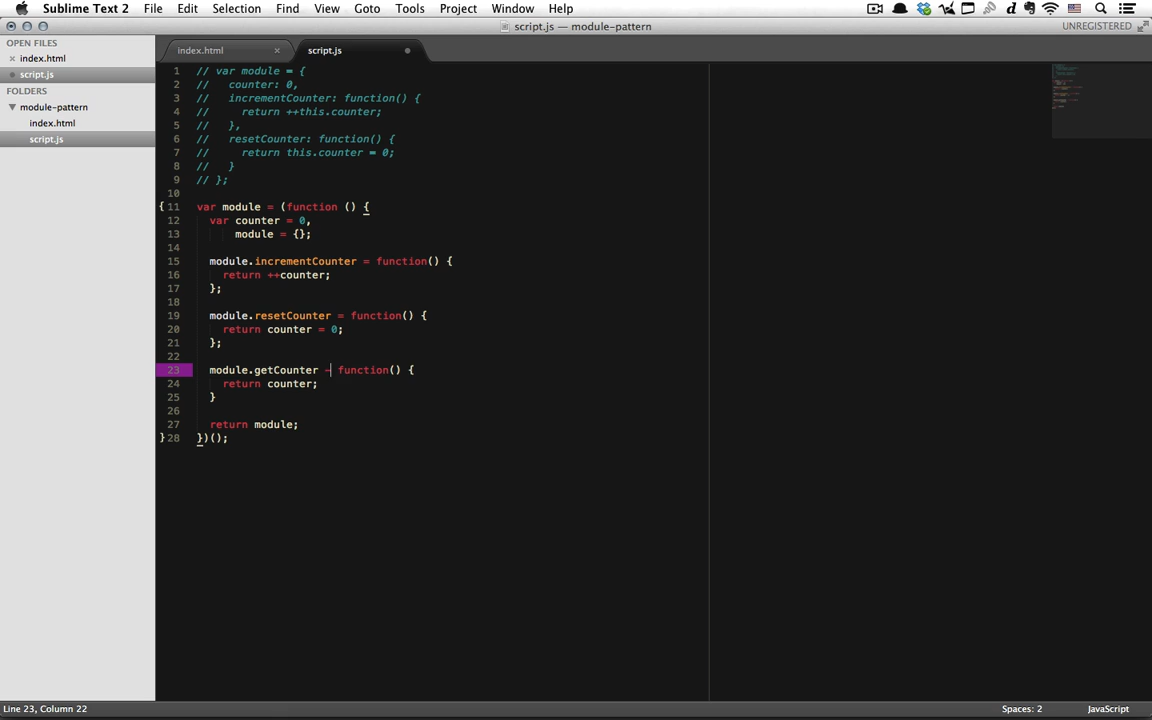 Sublime Text 2 File Edit Selection Find View Goto Tools Project Window Help
script.js — module-pattern
UNREGISTERED
OPEN FILES
index.html
script.js
FOLDERS
module-pattern
index.html
script.js
index.html × script.js
1 // var module = {
2 //   counter: 0,
3 //   incrementCounter: function() {
4 //     return ++this.counter;
5 //   },
6 //   resetCounter: function() {
7 //     return this.counter = 0;
8 //   }
9 // };
10
{ 11 var module = (function () {
12   var counter = 0,
13       module = {};
14
15   module.incrementCounter = function() {
16     return ++counter;
17   };
18
19   module.resetCounter = function() {
20     return counter = 0;
21   };
22
23   module.getCounter - function() {
24     return counter;
25   }
26
27   return module;
} 28 })();
Line 23, Column 22 Spaces: 2 JavaScript